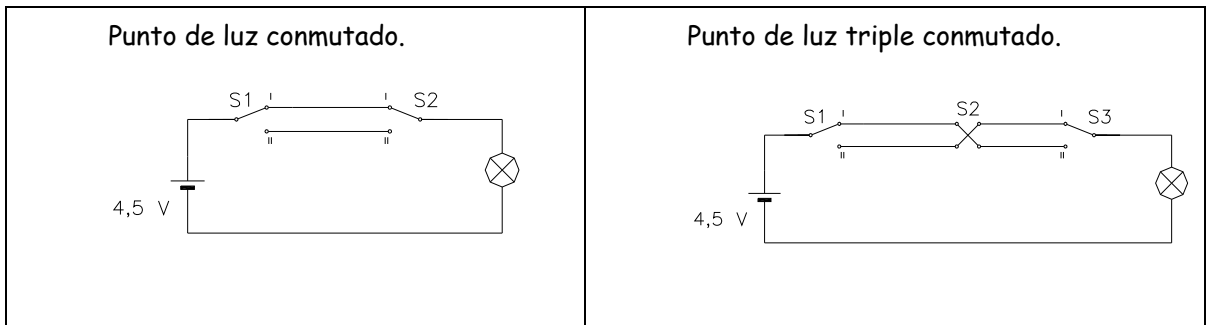 Punto de luz conmutado.
S1 I I S2
II II
4,5 V
Punto de luz triple conmutado.
S1 I S2 I S3
II II
4,5 V